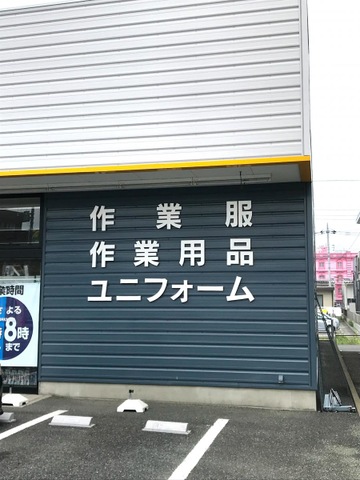 作業服
作業用品
ユニフォーム
業時間
よる
8時
まで